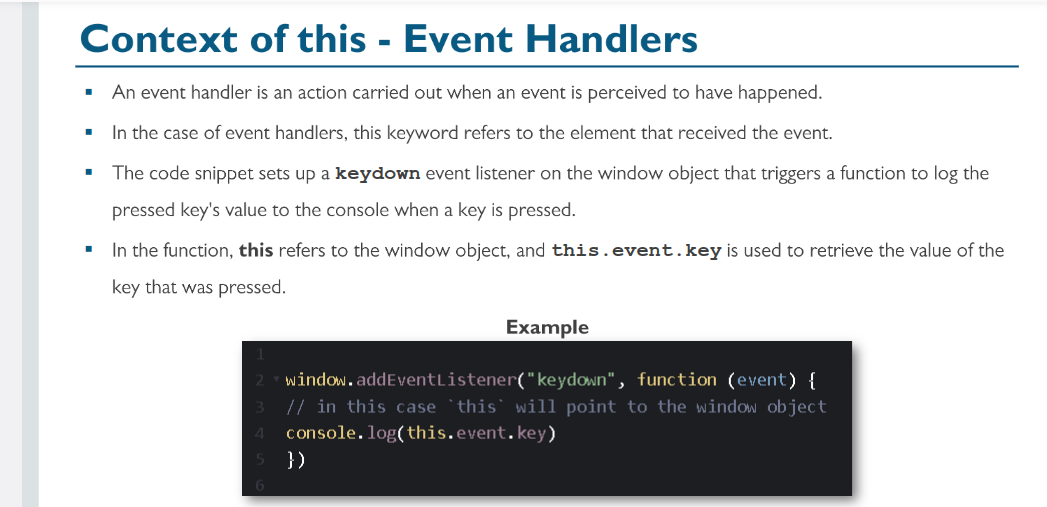 Context of this - Event Handlers
▪ An event handler is an action carried out when an event is perceived to have happened.
▪ In the case of event handlers, this keyword refers to the element that received the event.
▪ The code snippet sets up a keydown event listener on the window object that triggers a function to log the
pressed key's value to the console when a key is pressed.
▪ In the function, this refers to the window object, and this.event.key is used to retrieve the value of the
key that was pressed.
Example
1
2 window.addEventListener("keydown", function (event) {
3 // in this case `this` will point to the window object
4 console.log(this.event.key)
5 })
6